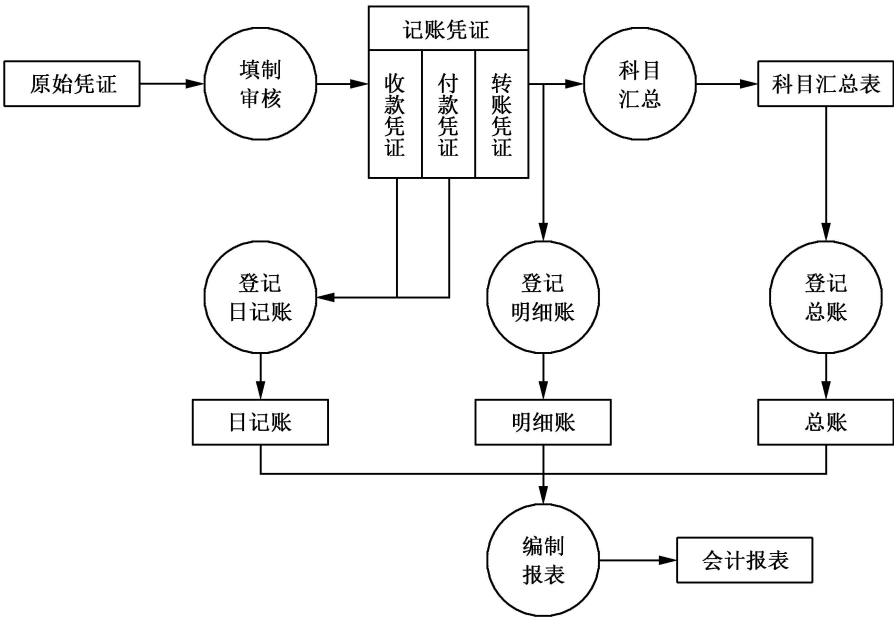 记账凭证
原始凭证
填制
审核
收款凭证
付款凭证
转账凭证
科目
汇总
科目汇总表
登记
日记账
登记
明细账
登记
总账
日记账
明细账
总账
编制
报表
会计报表